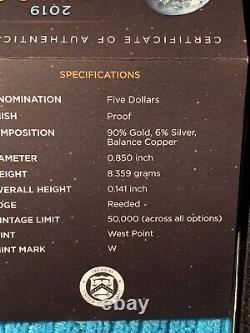 2019
CERTIFICATE OF AUTHENTIC
SPECIFICATIONS
NOMINATION Five Dollars
ISH Proof
MPOSITION 90% Gold, 6% Silver,
Balance Copper
AMETER 0.850 inch
EIGHT 8.359 grams
VERALL HEIGHT 0.141 inch
DGE Reeded
INTAGE LIMIT 50,000 (across all options)
INT West Point
INT MARK W